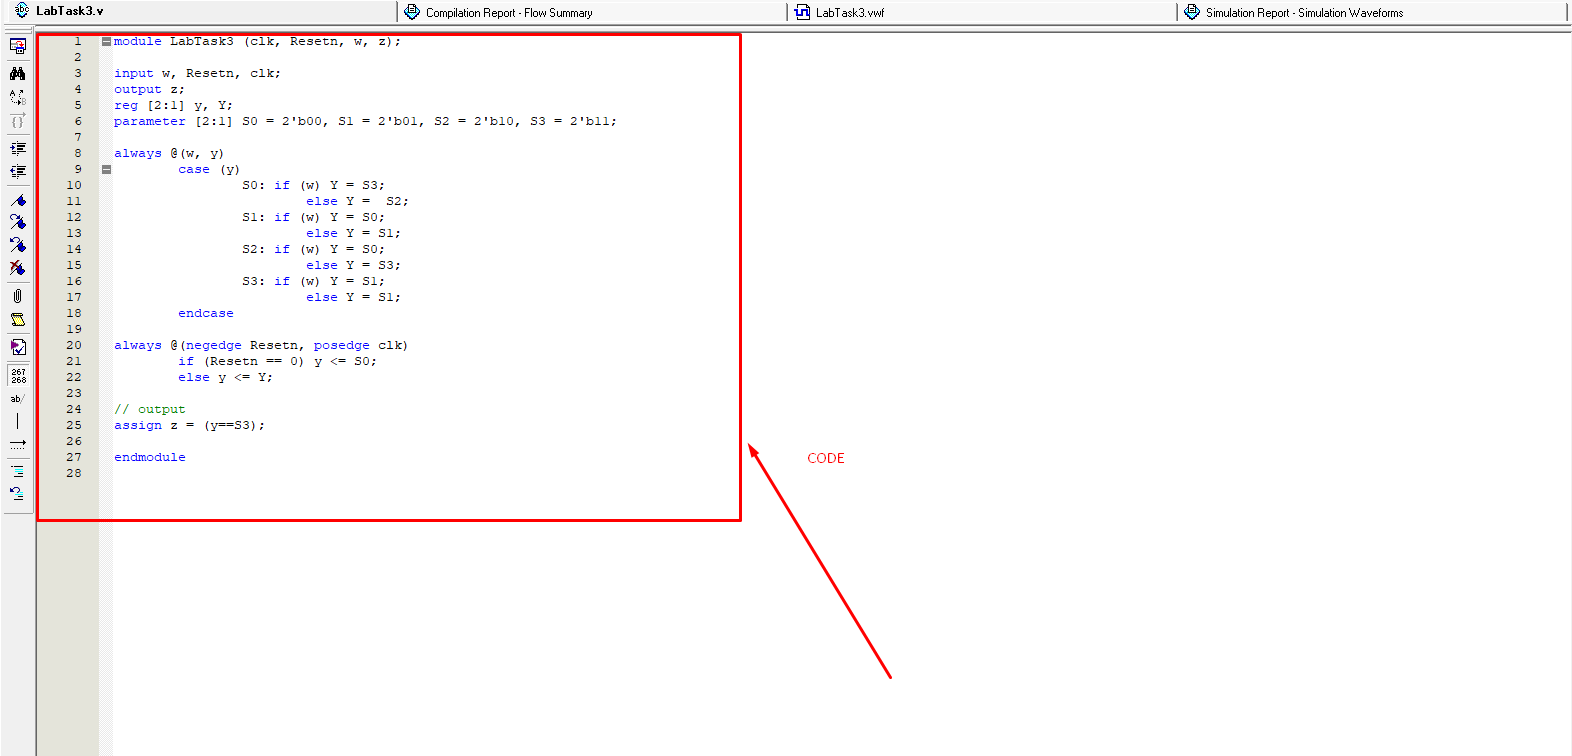 LabTask3.v
Compilation Report - Flow Summary
LabTask3.vwf
Simulation Report - Simulation Waveforms
1 module LabTask3 (clk, Resetn, w, z);
2
3 input w, Resetn, clk;
4 output z;
5 reg [2:1] y, Y;
6 parameter [2:1] S0 = 2'b00, S1 = 2'b01, S2 = 2'b10, S3 = 2'b11;
7
8 always @(w, y)
9 case (y)
10 S0: if (w) Y = S3;
11 else Y =  S2;
12 S1: if (w) Y = S0;
13 else Y = S1;
14 S2: if (w) Y = S0;
15 else Y = S3;
16 S3: if (w) Y = S1;
17 else Y = S1;
18 endcase
19
20 always @(negedge Resetn, posedge clk)
21 if (Resetn == 0) y <= S0;
22 else y <= Y;
23
24 // output
25 assign z = (y==S3);
26
27 endmodule
28
CODE
abc
267
268
ab/